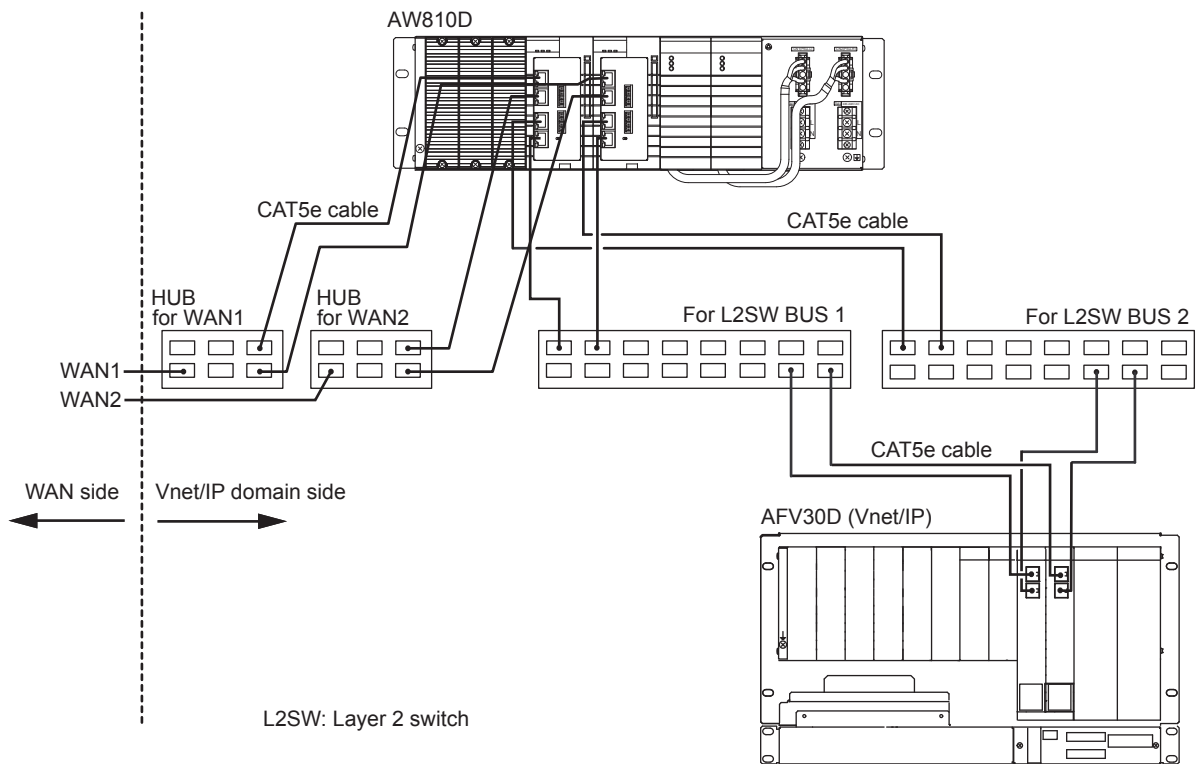 AW810D
CAT5e cable
CAT5e cable
HUB
for WAN1
HUB
for WAN2
For L2SW BUS 1
For L2SW BUS 2
WAN1
WAN2
CAT5e cable
WAN side
Vnet/IP domain side
AFV30D (Vnet/IP)
L2SW: Layer 2 switch